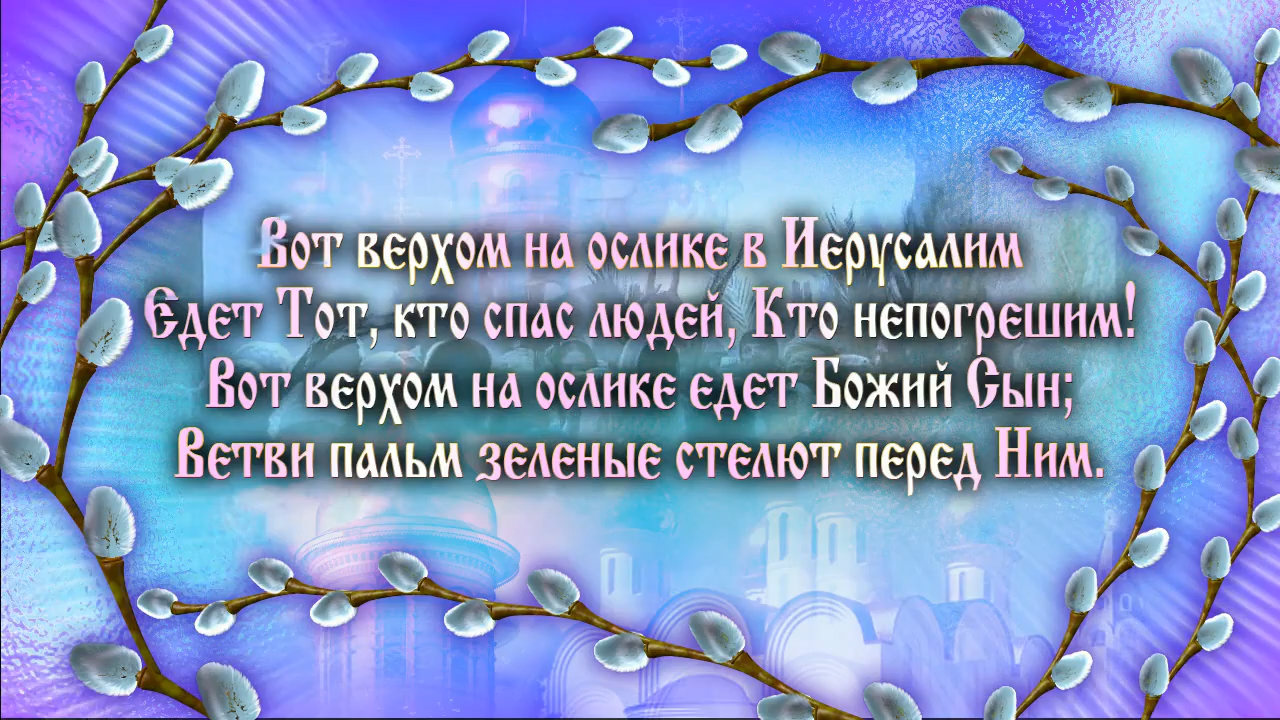 Вот верхом на ослике в Иерусалим
Едет Тот, кто спас людей, Кто непогрешим!
Вот верхом на ослике едет Божий Сын;
Ветви пальм зеленые стелют перед Ним.